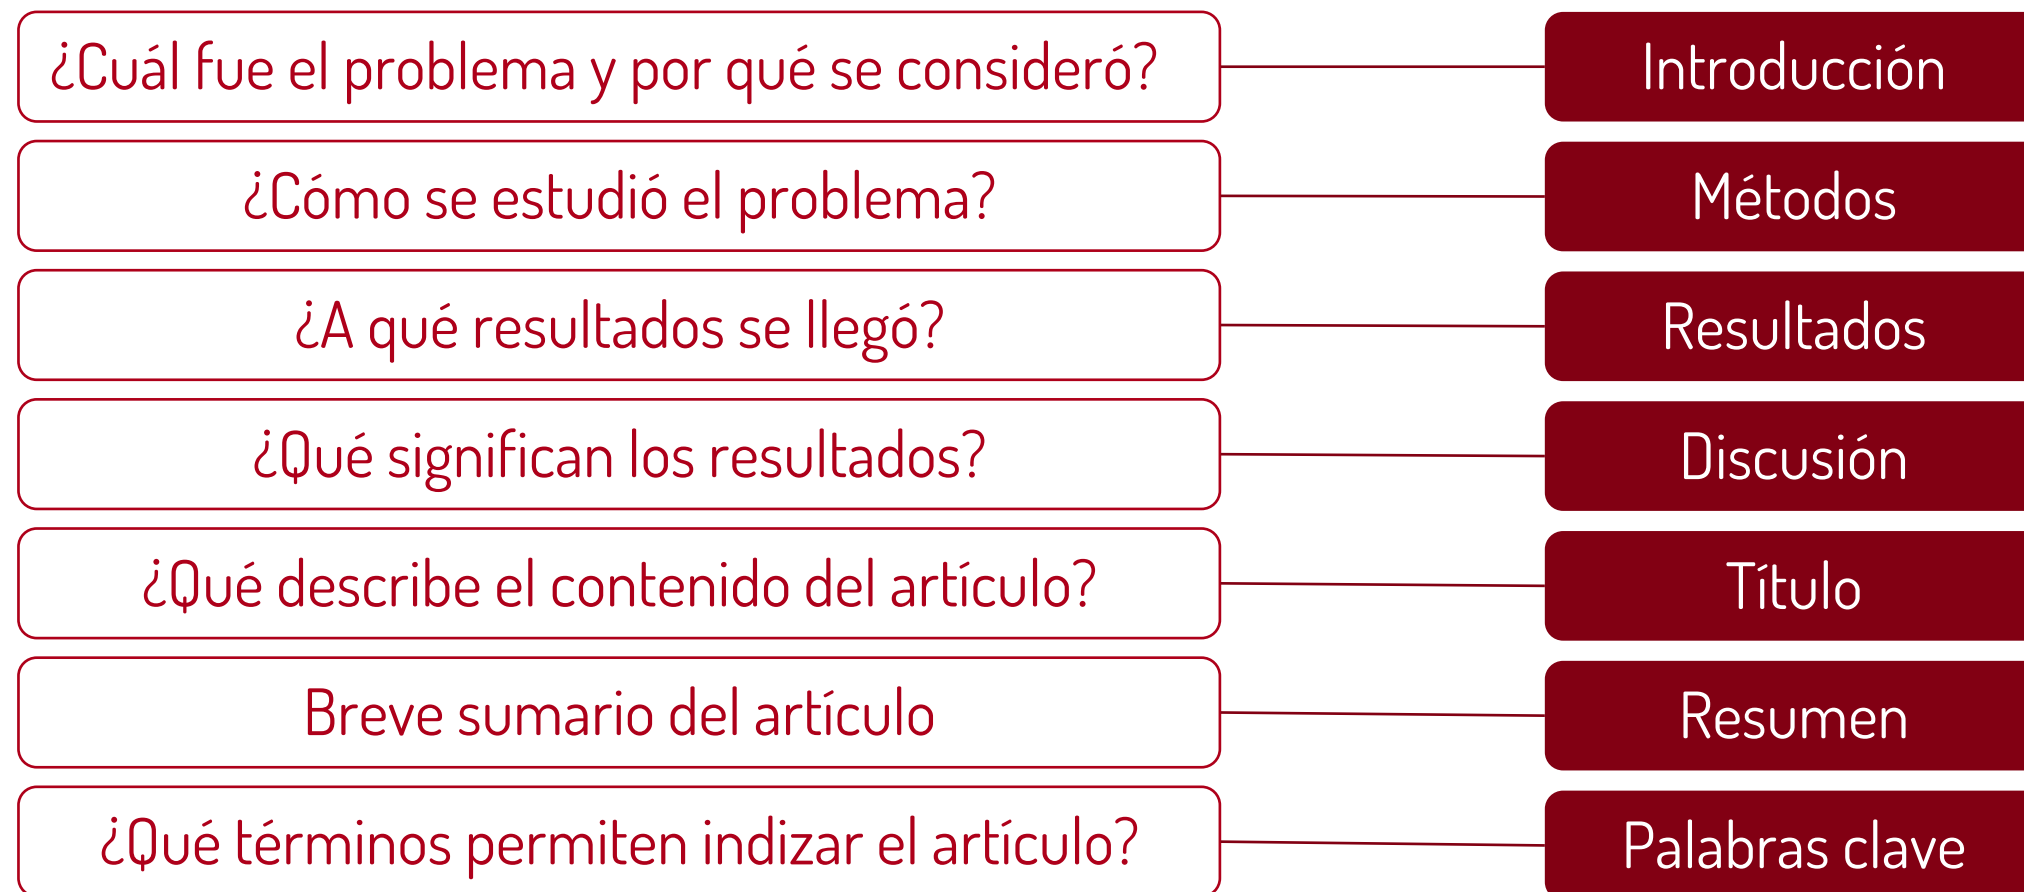 ¿Cuál fue el problema y por qué se consideró?
Introducción
¿Cómo se estudió el problema?
Métodos
¿A qué resultados se llegó?
Resultados
¿Qué significan los resultados?
Discusión
¿Qué describe el contenido del artículo?
Título
Breve sumario del artículo
Resumen
¿Qué términos permiten indizar el artículo?
Palabras clave